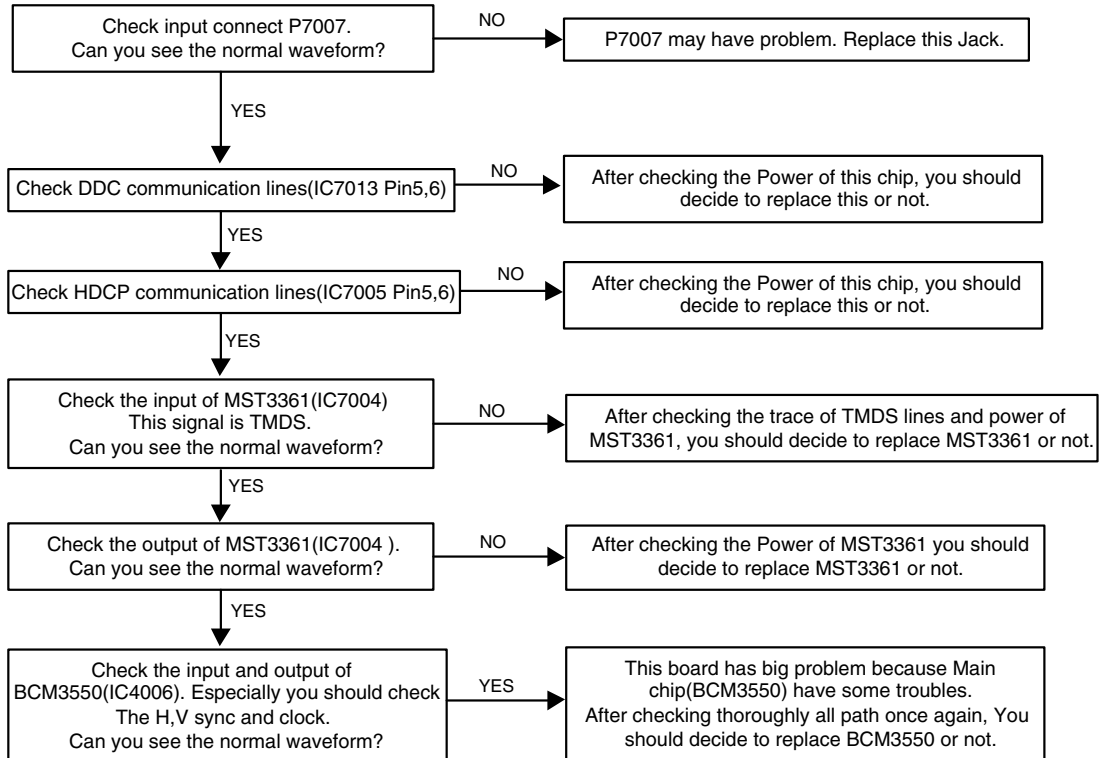 Check input connect P7007.
Can you see the normal waveform?
NO
P7007 may have problem. Replace this Jack.
YES
Check DDC communication lines(IC7013 Pin5,6)
NO
After checking the Power of this chip, you should
decide to replace this or not.
YES
Check HDCP communication lines(IC7005 Pin5,6)
NO
After checking the Power of this chip, you should
decide to replace this or not.
YES
Check the input of MST3361(IC7004)
This signal is TMDS.
Can you see the normal waveform?
NO
After checking the trace of TMDS lines and power of
MST3361, you should decide to replace MST3361 or not.
YES
Check the output of MST3361(IC7004 ).
Can you see the normal waveform?
NO
After checking the Power of MST3361 you should
decide to replace MST3361 or not.
YES
Check the input and output of
BCM3550(IC4006). Especially you should check
The H,V sync and clock.
Can you see the normal waveform?
YES
This board has big problem because Main
chip(BCM3550) have some troubles.
After checking thoroughly all path once again, You
should decide to replace BCM3550 or not.